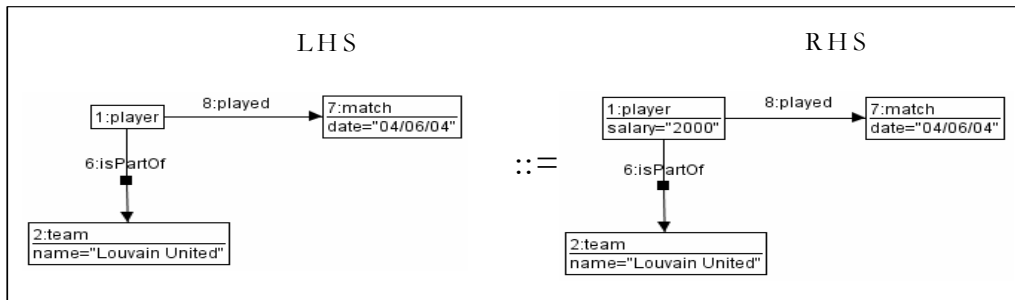 LHS
RHS
8:played
1:player
7:match
date="04/06/04"
6:isPartOf
2:team
name="Louvain United"
::=
8:played
1:player
salary="2000"
7:match
date="04/06/04"
6:isPartOf
2:team
name="Louvain United"